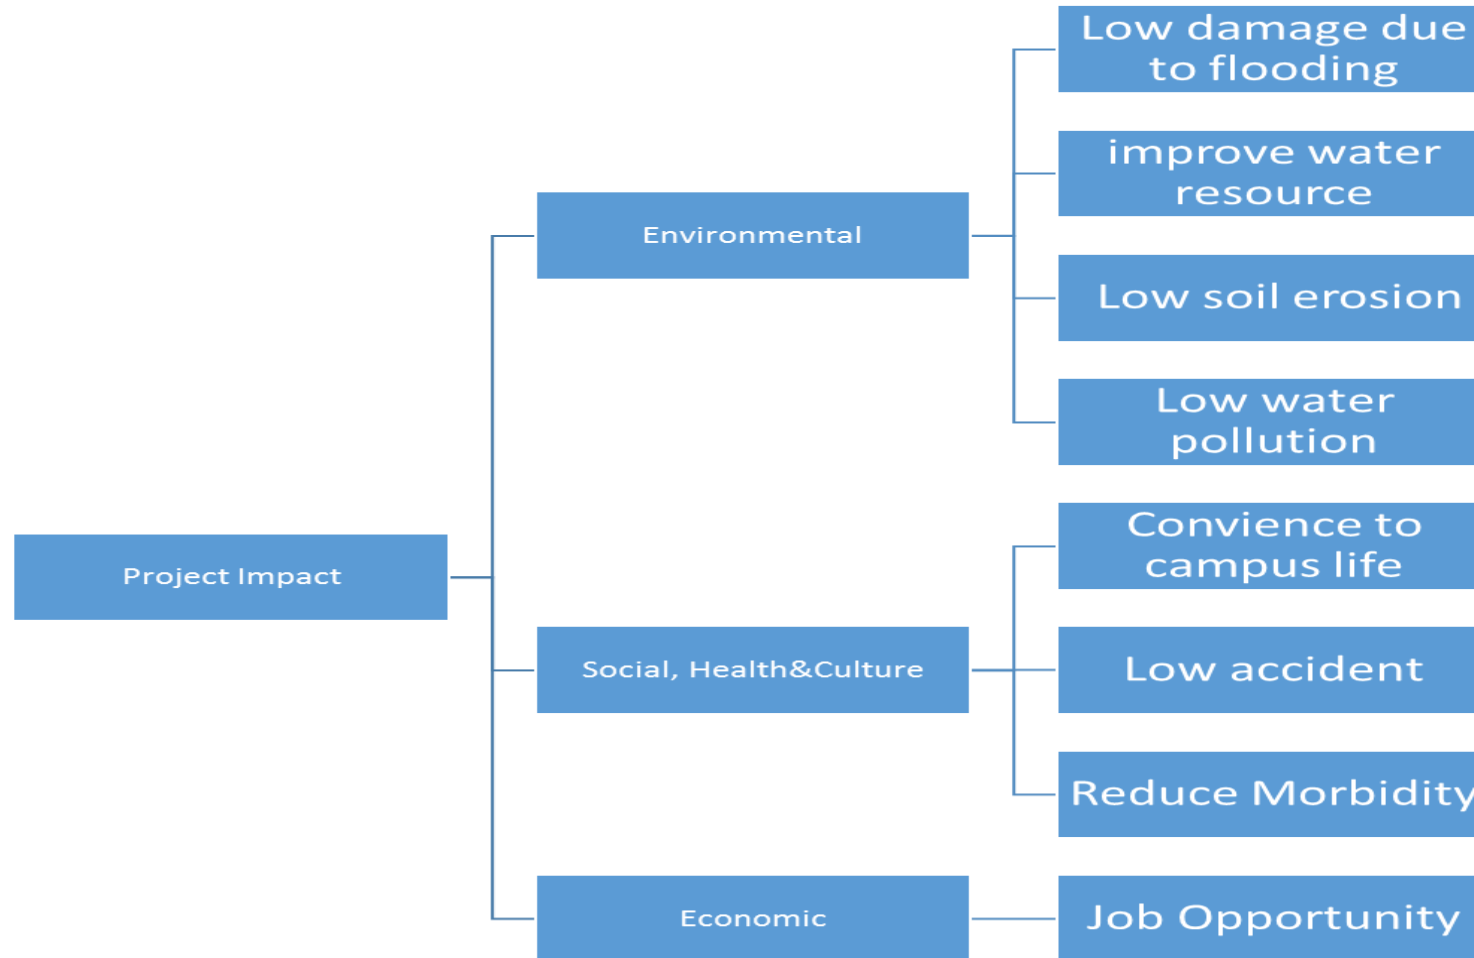 Project Impact
Environmental
Low damage due
to flooding
improve water
resource
Low soil erosion
Low water
pollution
Social, Health&Culture
Convience to
campus life
Low accident
Reduce Morbidity
Economic
Job Opportunity